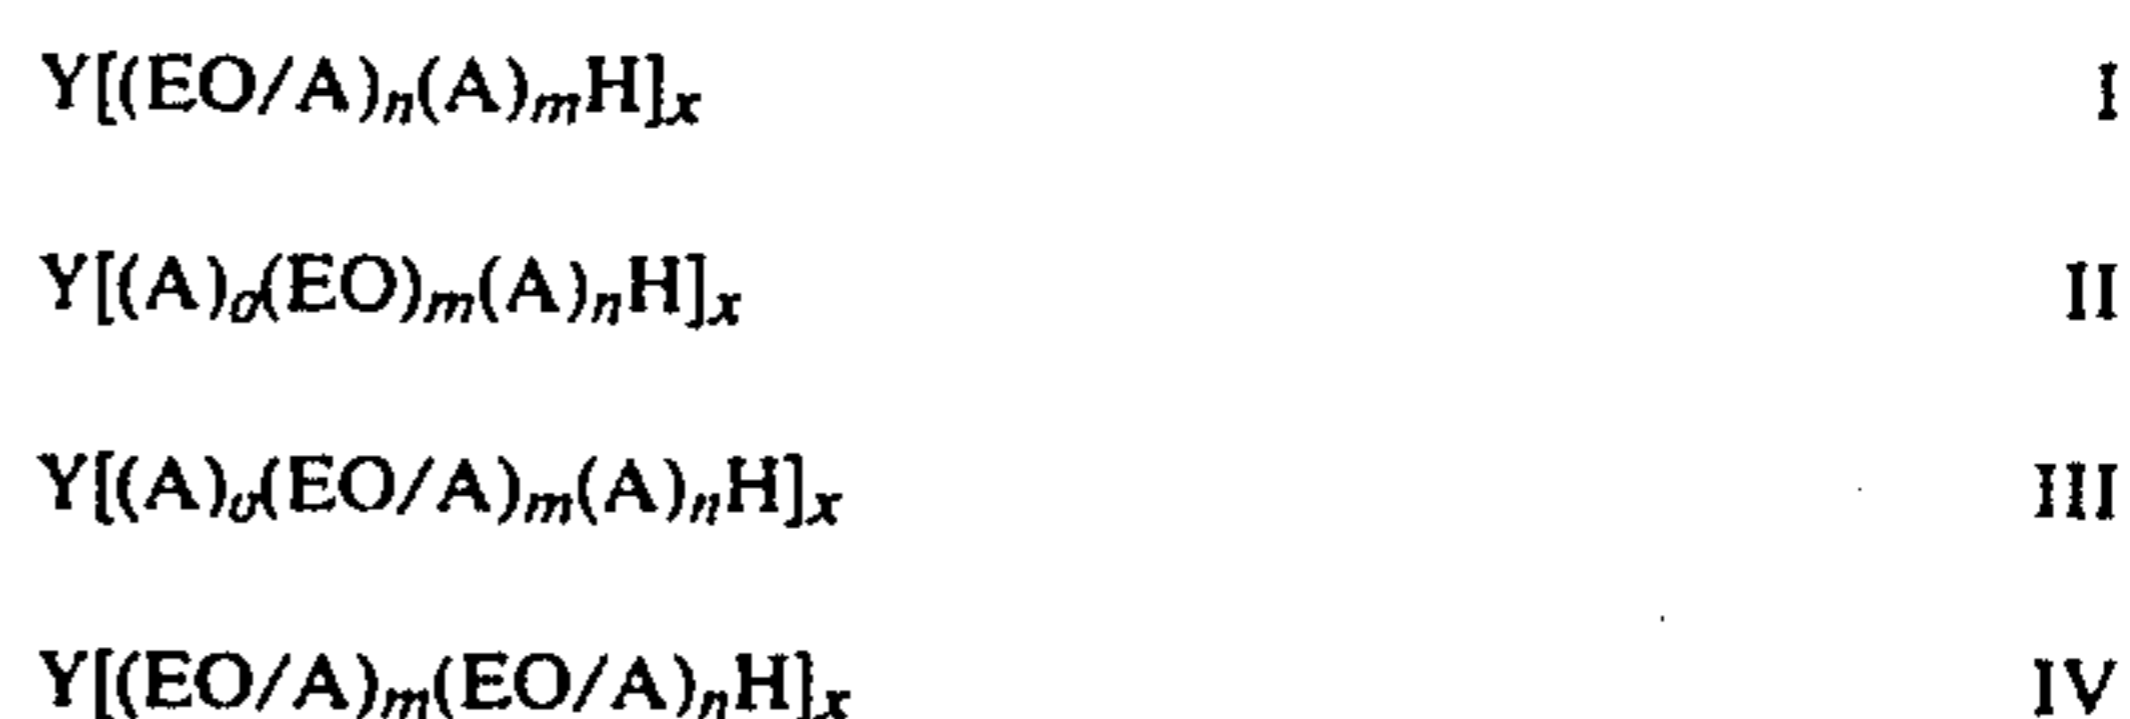 Y[(EO/A)n(A)mH]x I
Y[(A)o(EO)m(A)nH]x II
Y[(A)o(EO/A)m(A)nH]x III
Y[(EO/A)m(EO/A)nH]x IV